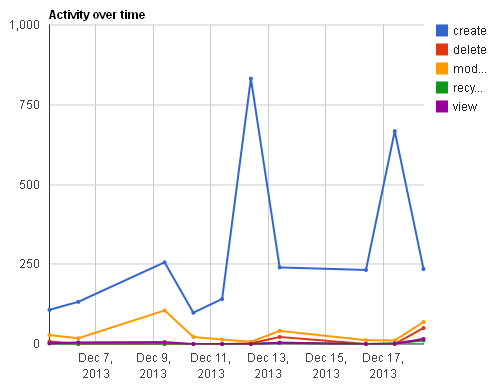 Activity over time
1,000
750
500
250
0
Dec 7,
2013
Dec 9,
2013
Dec 11,
2013
Dec 13,
2013
Dec 15,
2013
Dec 17,
2013
create
delete
mod...
recy...
view